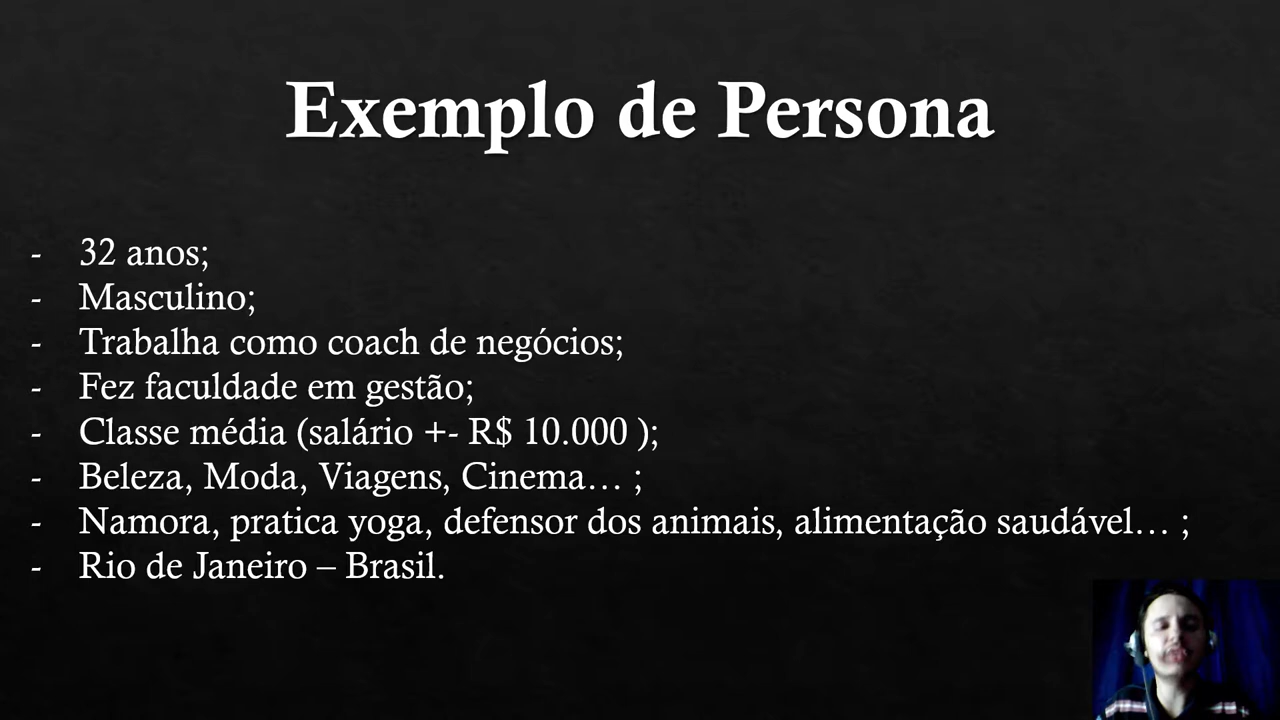 Exemplo de Persona
- 32 anos;
- Masculino;
- Trabalha como coach de negócios;
- Fez faculdade em gestão;
- Classe média (salário +- R$ 10.000 );
- Beleza, Moda, Viagens, Cinema… ;
- Namora, pratica yoga, defensor dos animais, alimentação saudável… ;
- Rio de Janeiro – Brasil.